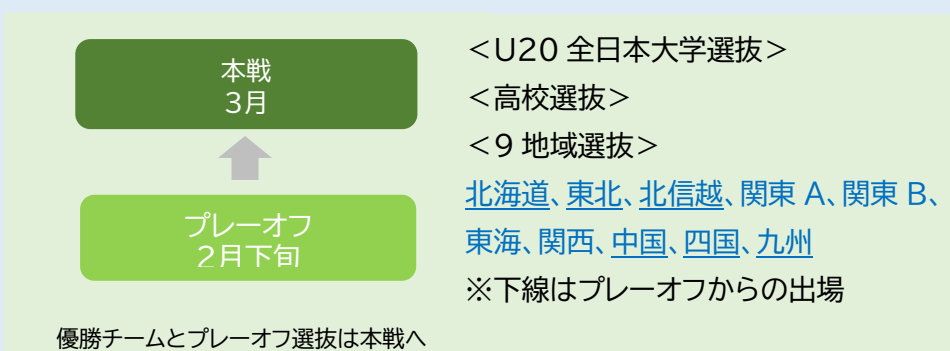 本戦
3月
プレーオフ
2月下旬
優勝チームとプレーオフ選抜は本戦へ
<U20 全日本大学選抜>
<高校選抜>
<9 地域選抜>
北海道、東北、北信越、関東 A、関東 B、
東海、関西、中国、四国、九州
※下線はプレーオフからの出場